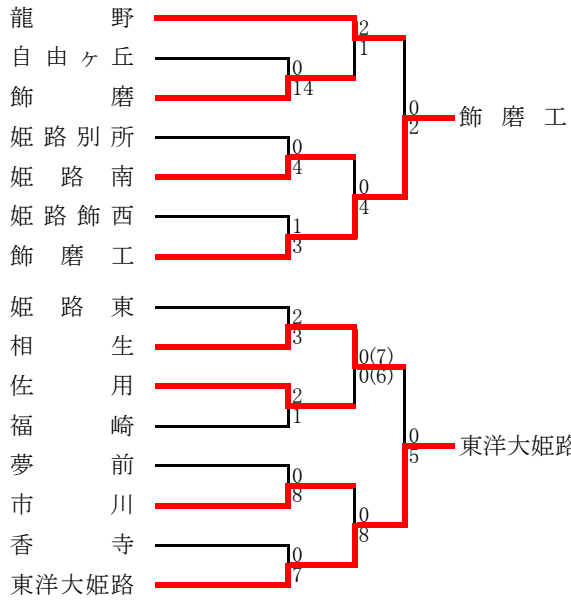 龍野
2
1
自由ヶ丘
0
14
飾磨
0
2
飾磨工
姫路別所
0
4
姫路南
0
4
姫路飾西
1
3
飾磨工
姫路東
2
3
相生
0(7)
0(6)
佐用
2
1
福崎
0
5
東洋大姫路
夢前
0
8
市川
0
8
香寺
0
7
東洋大姫路